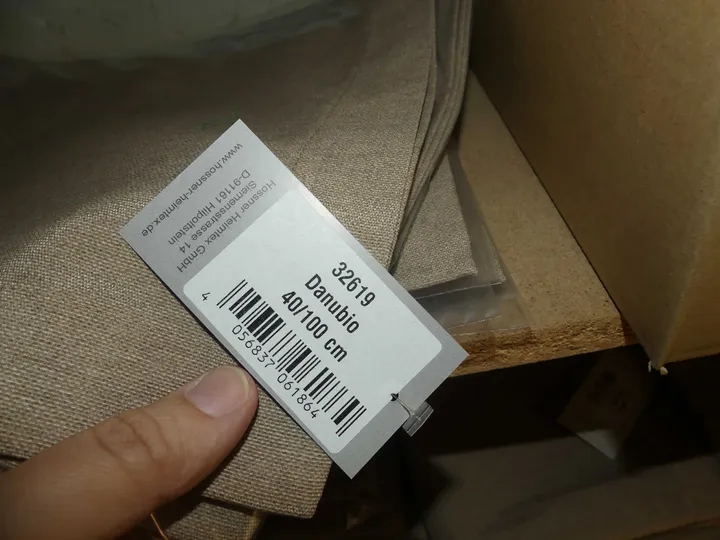 32619
Danubio
40/100 cm
4 056837 061864
Hossner Heimtex GmbH
Siemensstrasse 14
D-91161 Hilpoltstein
www.hossner-heimtex.de